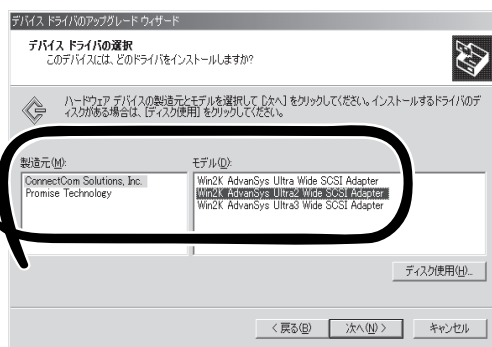 デバイス ドライバのアップグレード ウィザード
デバイス ドライバの選択
このデバイスには、どのドライバをインストールしますか?
ハードウェア デバイスの製造元とモデルを選択して [次へ] をクリックしてください。インストールするドライバのデ
ィスクがある場合は、[ディスク使用] をクリックしてください。
製造元(M):
モデル(D):
ConnectCom Solutions, Inc.
Promise Technology
Win2K AdvanSys Ultra Wide SCSI Adapter
Win2K AdvanSys Ultra2 Wide SCSI Adapter
Win2K AdvanSys Ultra3 Wide SCSI Adapter
ディスク使用(H)...
< 戻る(B)
次へ(N) >
キャンセル